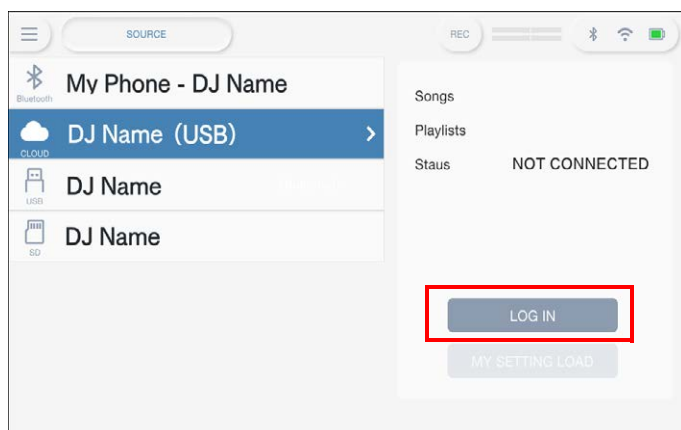 SOURCE
REC
Bluetooth
My Phone - DJ Name
CLOUD
DJ Name (USB)
USB
DJ Name
SD
DJ Name
Songs
Playlists
Staus NOT CONNECTED
LOG IN
MY SETTING LOAD